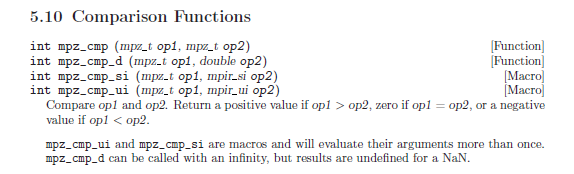 5.10 Comparison Functions
int mpz_cmp (mpz_t op1, mpz_t op2) [Function]
int mpz_cmp_d (mpz_t op1, double op2) [Function]
int mpz_cmp_si (mpz_t op1, mpir_si op2) [Macro]
int mpz_cmp_ui (mpz_t op1, mpir_ui op2) [Macro]
Compare op1 and op2. Return a positive value if op1 > op2, zero if op1 = op2, or a negative
value if op1 < op2.
mpz_cmp_ui and mpz_cmp_si are macros and will evaluate their arguments more than once.
mpz_cmp_d can be called with an infinity, but results are undefined for a NaN.